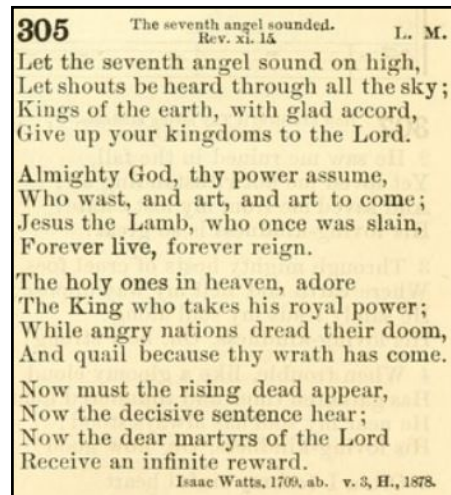 305 The seventh angel sounded. L. M.
Rev. xi. 15.
Let the seventh angel sound on high,
Let shouts be heard through all the sky;
Kings of the earth, with glad accord,
Give up your kingdoms to the Lord.
Almighty God, thy power assume,
Who wast, and art, and art to come;
Jesus the Lamb, who once was slain,
Forever live, forever reign.
The holy ones in heaven, adore
The King who takes his royal power;
While angry nations dread their doom,
And quail because thy wrath has come.
Now must the rising dead appear,
Now the decisive sentence hear;
Now the dear martyrs of the Lord
Receive an infinite reward.
Isaac Watts, 1709, ab. v. 3, H., 1878.